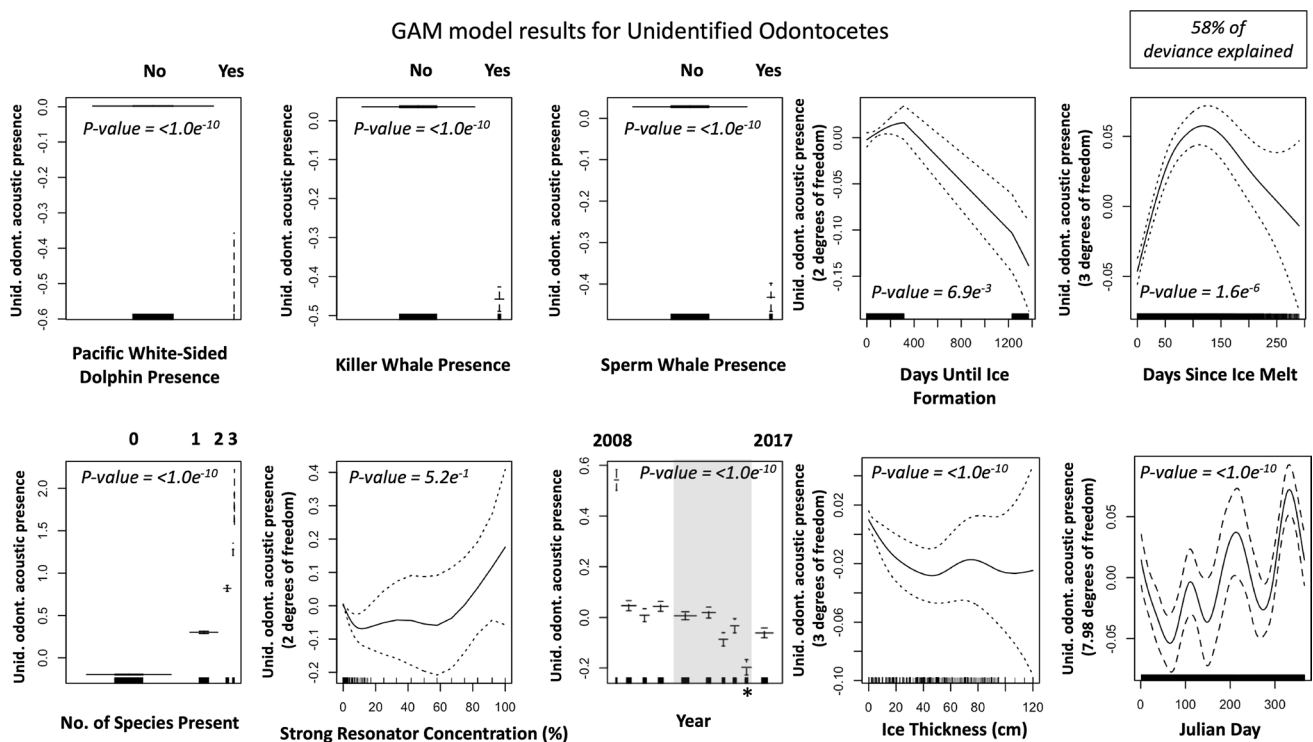 GAM model results for Unidentified Odontocetes
58% of
deviance explained
No Yes
Unid. odont. acoustic presence
0.0
-0.1
-0.2
-0.3
-0.4
-0.5
-0.6
P-value = <1.0e-10
Pacific White-Sided
Dolphin Presence
No Yes
Unid. odont. acoustic presence
0.0
-0.1
-0.2
-0.3
-0.4
-0.5
P-value = <1.0e-10
Killer Whale Presence
No Yes
Unid. odont. acoustic presence
0.0
-0.1
-0.2
-0.3
-0.4
P-value = <1.0e-10
Sperm Whale Presence
Unid. odont. acoustic presence
(2 degrees of freedom)
0.00
-0.05
-0.10
-0.15
P-value = 6.9e-3
0 400 800 1200
Days Until Ice
Formation
Unid. odont. acoustic presence
(3 degrees of freedom)
0.05
0.00
-0.05
P-value = 1.6e-6
0 50 100 150 250
Days Since Ice Melt
0 1 2 3
Unid. odont. acoustic presence
2.0
1.5
1.0
0.5
0.0
P-value = <1.0e-10
No. of Species Present
Unid. odont. acoustic presence
(2 degrees of freedom)
0.4
0.3
0.2
0.1
0.0
-0.1
-0.2
P-value = 5.2e-1
0 20 40 60 80 100
Strong Resonator Concentration (%)
2008 2017
Unid. odont. acoustic presence
0.6
0.4
0.2
0.0
-0.2
P-value = <1.0e-10
*
Year
Unid. odont. acoustic presence
(3 degrees of freedom)
0.02
-0.02
-0.06
-0.10
P-value = <1.0e-10
0 20 40 60 80 120
Ice Thickness (cm)
Unid. odont. acoustic presence
(7.98 degrees of freedom)
0.05
0.00
0.05
P-value = <1.0e-10
0 100 200 300
Julian Day